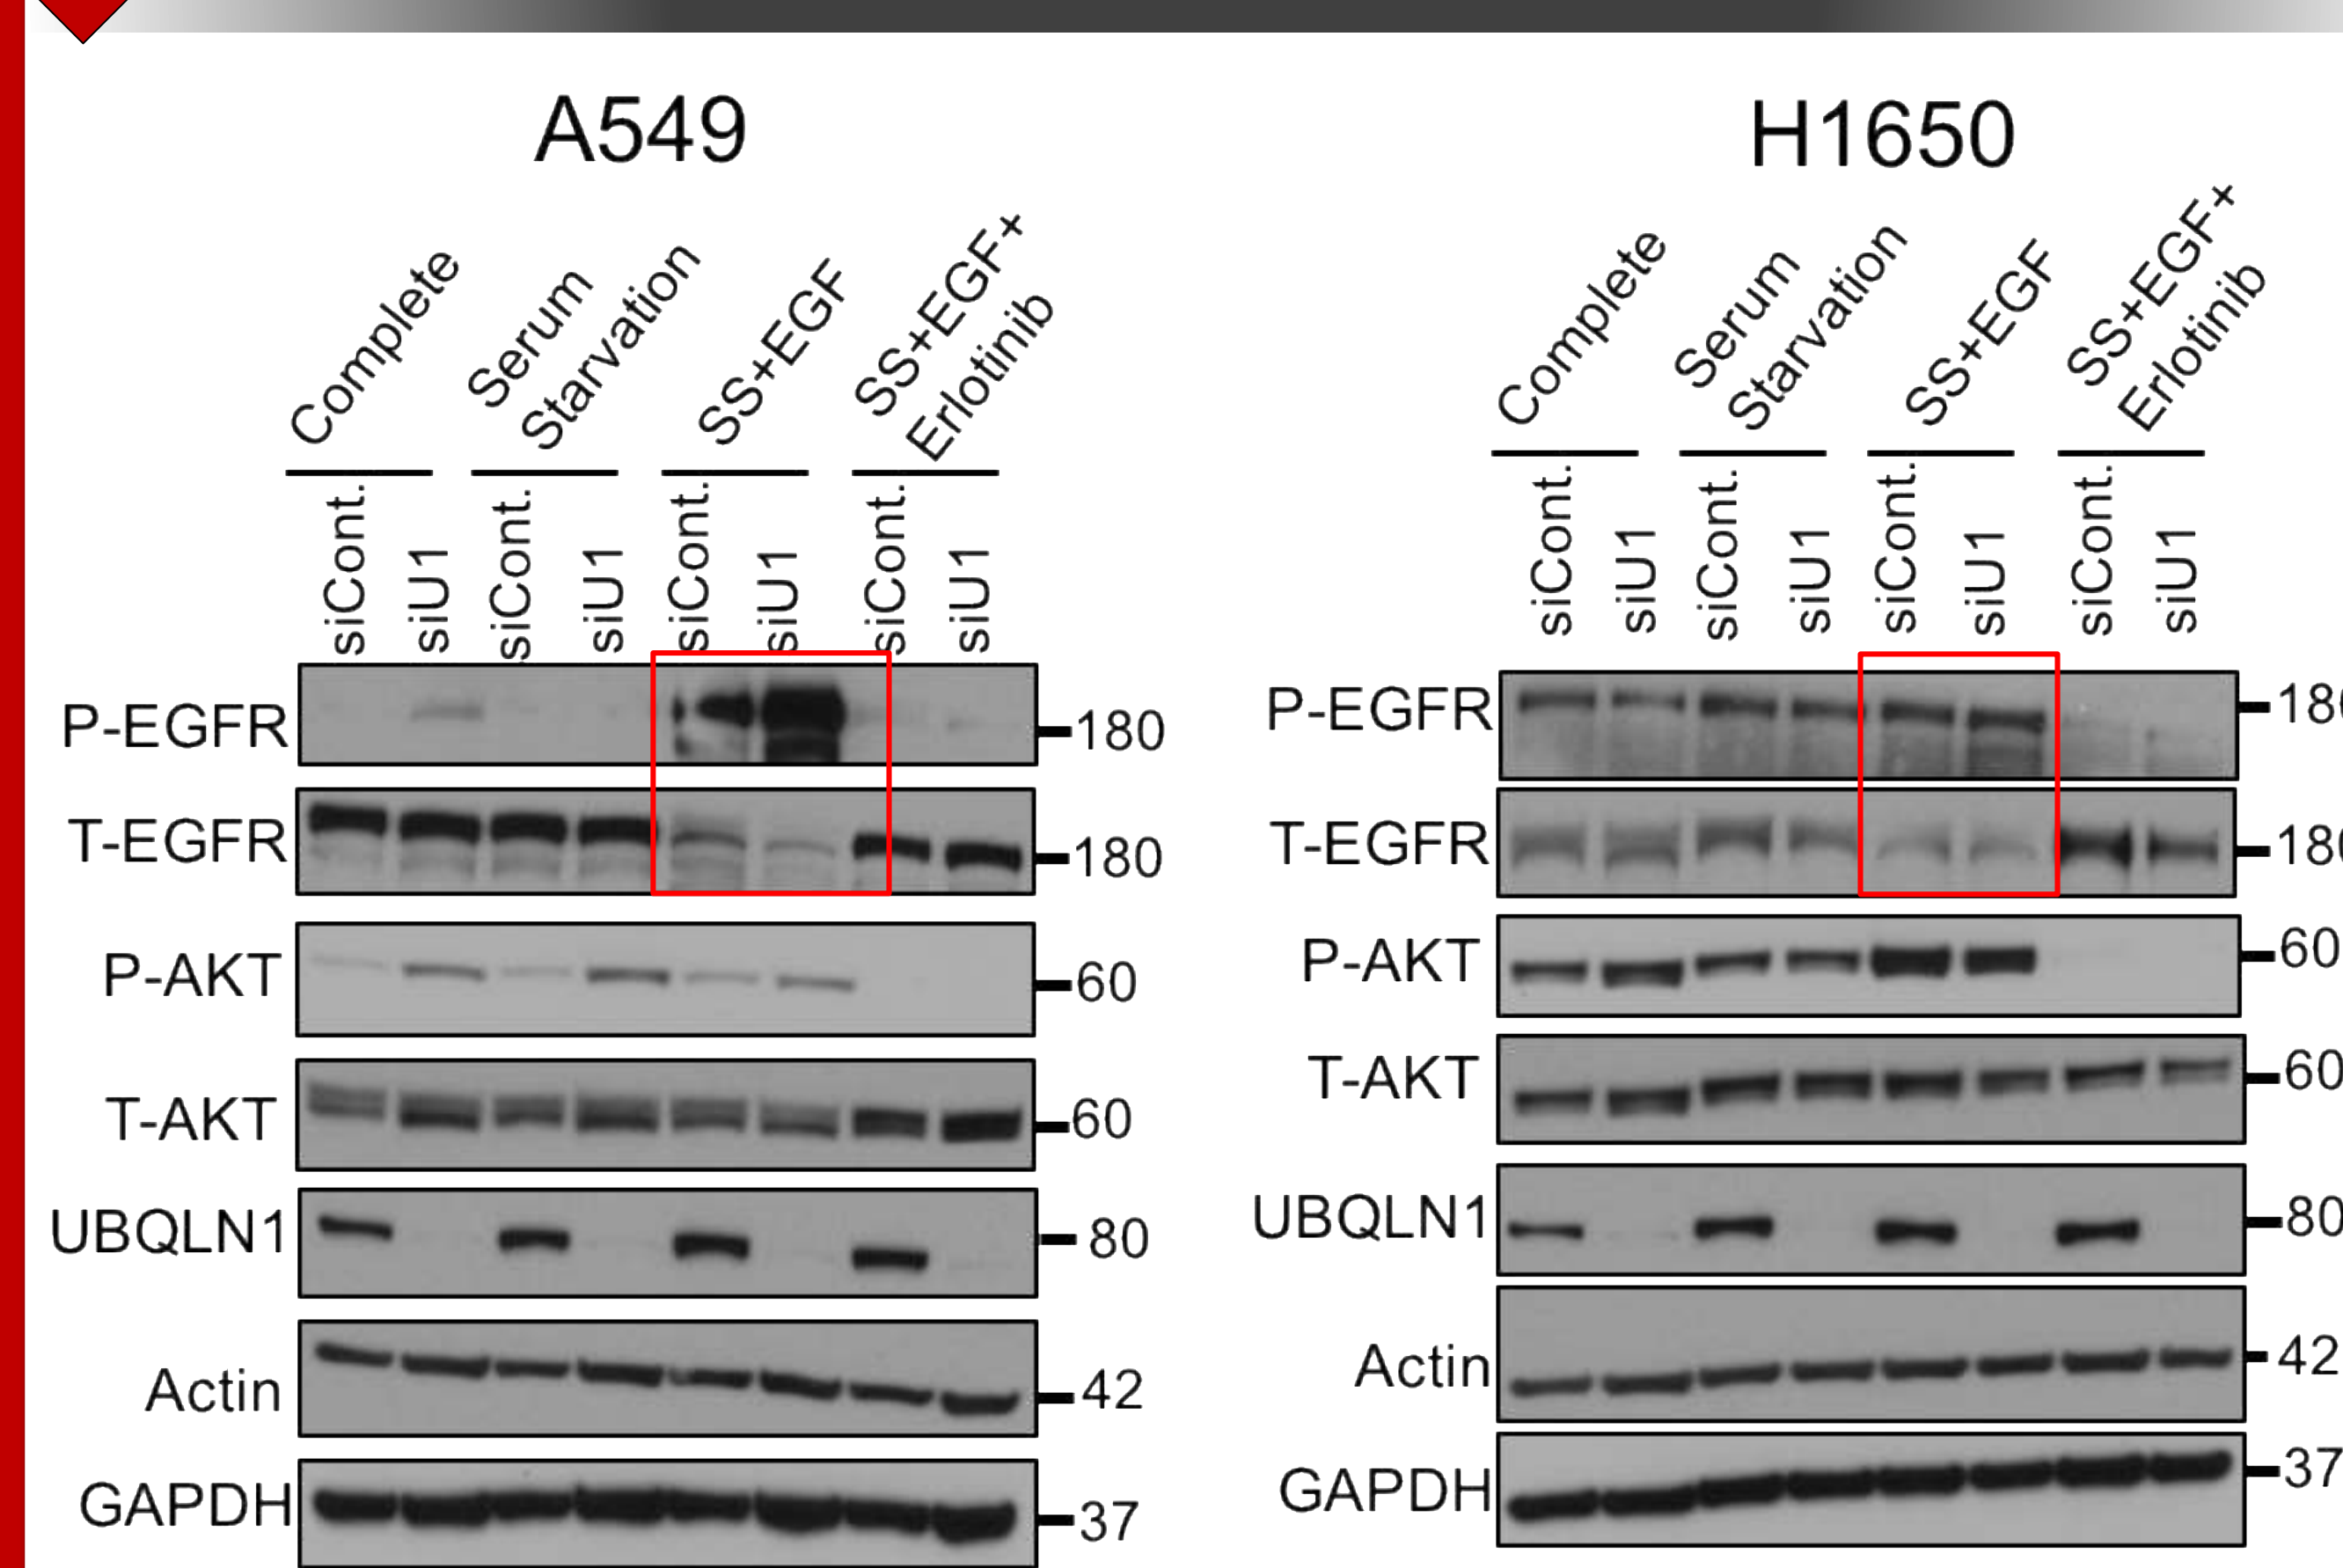 A549
Complete
Serum
Starvation
SS+EGF
SS+EGF+
Erlotinib
siCont.
siU1
siCont.
siU1
siCont.
siU1
siCont.
siU1
P-EGFR
180
T-EGFR
180
P-AKT
60
T-AKT
60
UBQLN1
80
Actin
42
GAPDH
37
H1650
Complete
Serum
Starvation
SS+EGF
SS+EGF+
Erlotinib
siCont.
siU1
siCont.
siU1
siCont.
siU1
siCont.
siU1
P-EGFR
18
T-EGFR
18
P-AKT
60
T-AKT
60
UBQLN1
80
Actin
42
GAPDH
37